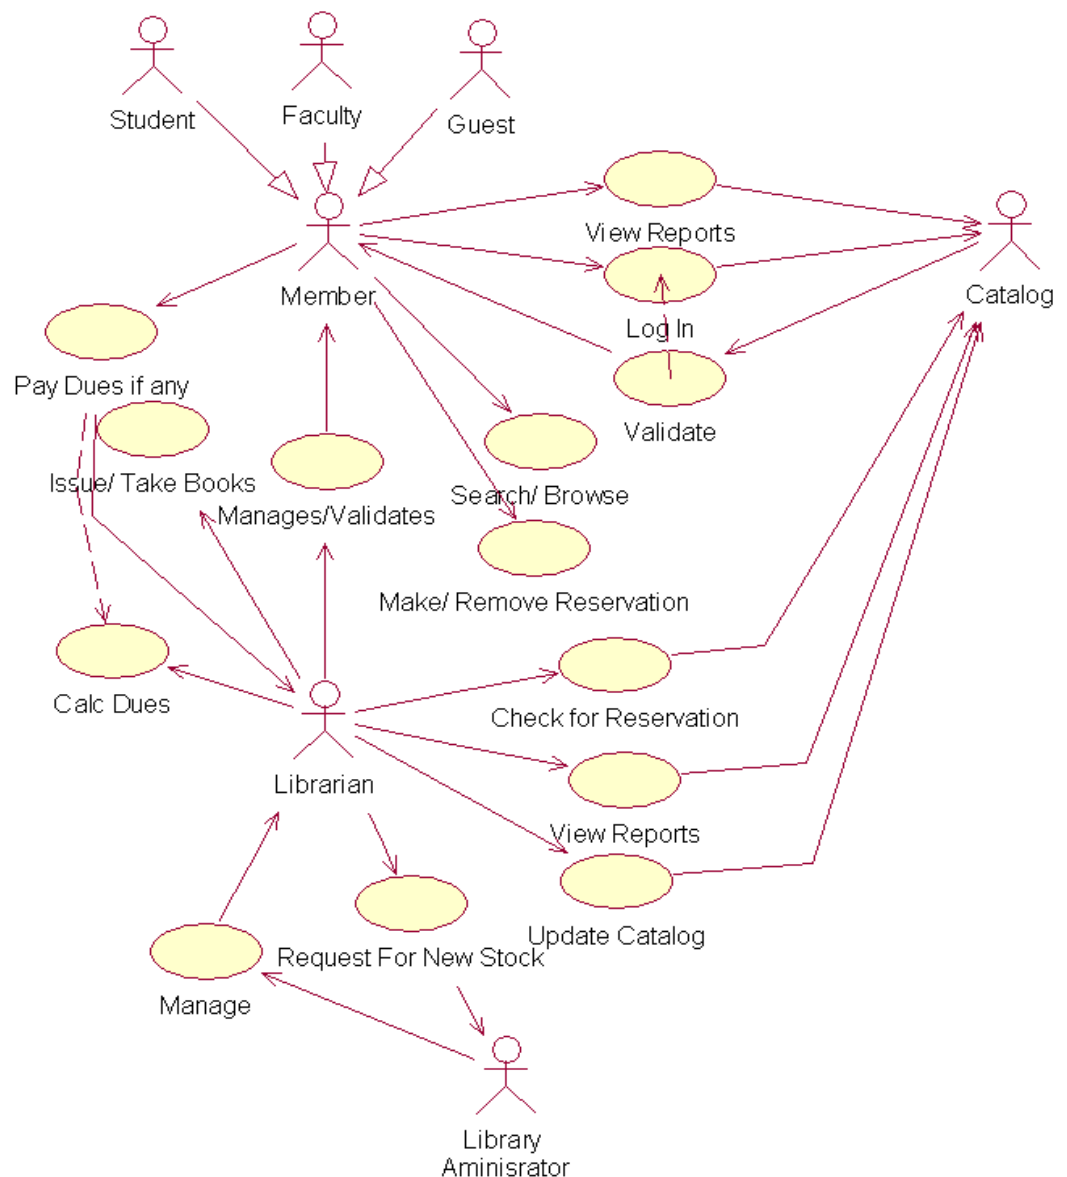 Student
Faculty
Guest
View Reports
Member
Catalog
Log In
Pay Dues if any
Validate
Issue/ Take Books
Search/ Browse
Manages/Validates
Make/ Remove Reservation
Calc Dues
Check for Reservation
Librarian
View Reports
Update Catalog
Request For New Stock
Manage
Library
Aminisrator